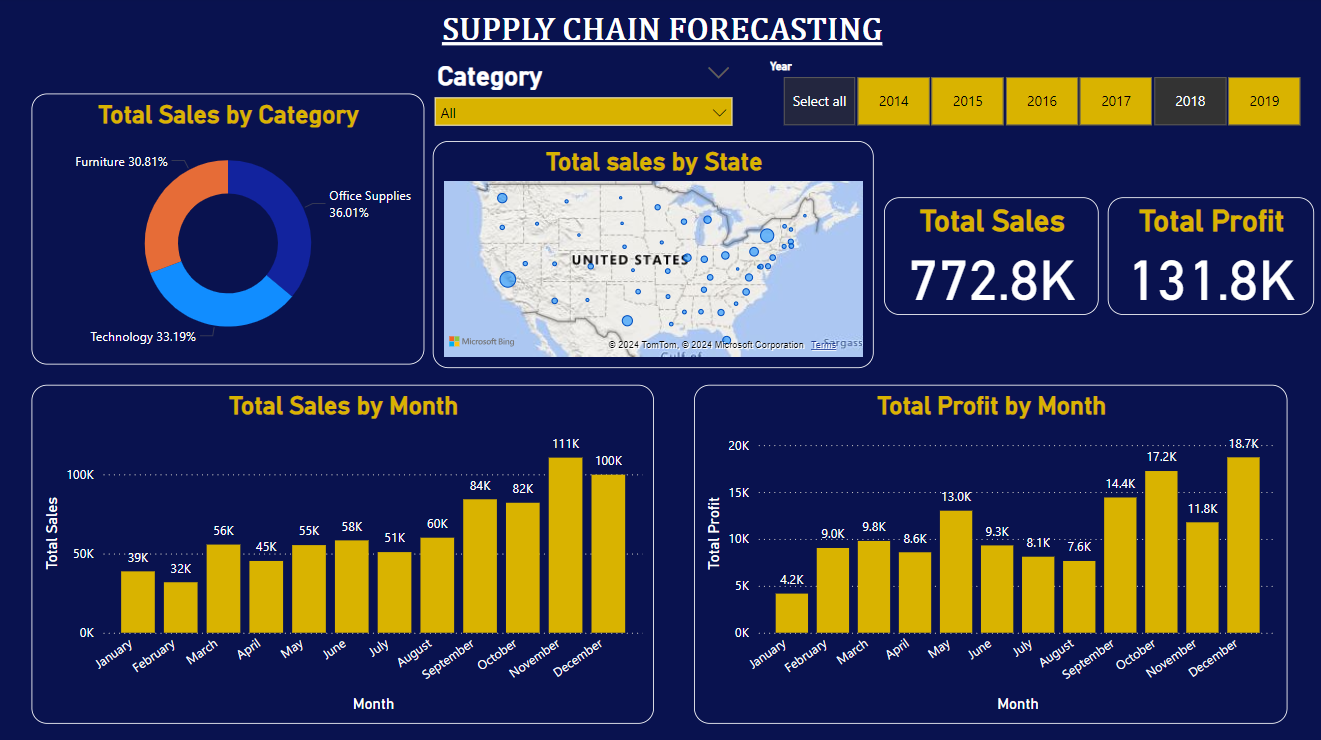 SUPPLY CHAIN FORECASTING
Category
All
Year
Select all
2014
2015
2016
2017
2018
2019
Total Sales by Category
Furniture 30.81%
Office Supplies
36.01%
Technology 33.19%
Total sales by State
UNITED STATES
Microsoft Bing
© 2024 TomTom, © 2024 Microsoft Corporation
Terms
Gulf of
Total Sales
772.8K
Total Profit
131.8K
Total Sales by Month
Total Sales
100K
50K
0K
39K
32K
56K
45K
55K
58K
51K
60K
84K
82K
111K
100K
January
February
March
April
May
June
July
August
September
October
November
December
Month
Total Profit by Month
Total Profit
20K
15K
10K
5K
0K
4.2K
9.0K
9.8K
8.6K
13.0K
9.3K
8.1K
7.6K
14.4K
17.2K
11.8K
18.7K
January
February
March
April
May
June
July
August
September
October
November
December
Month